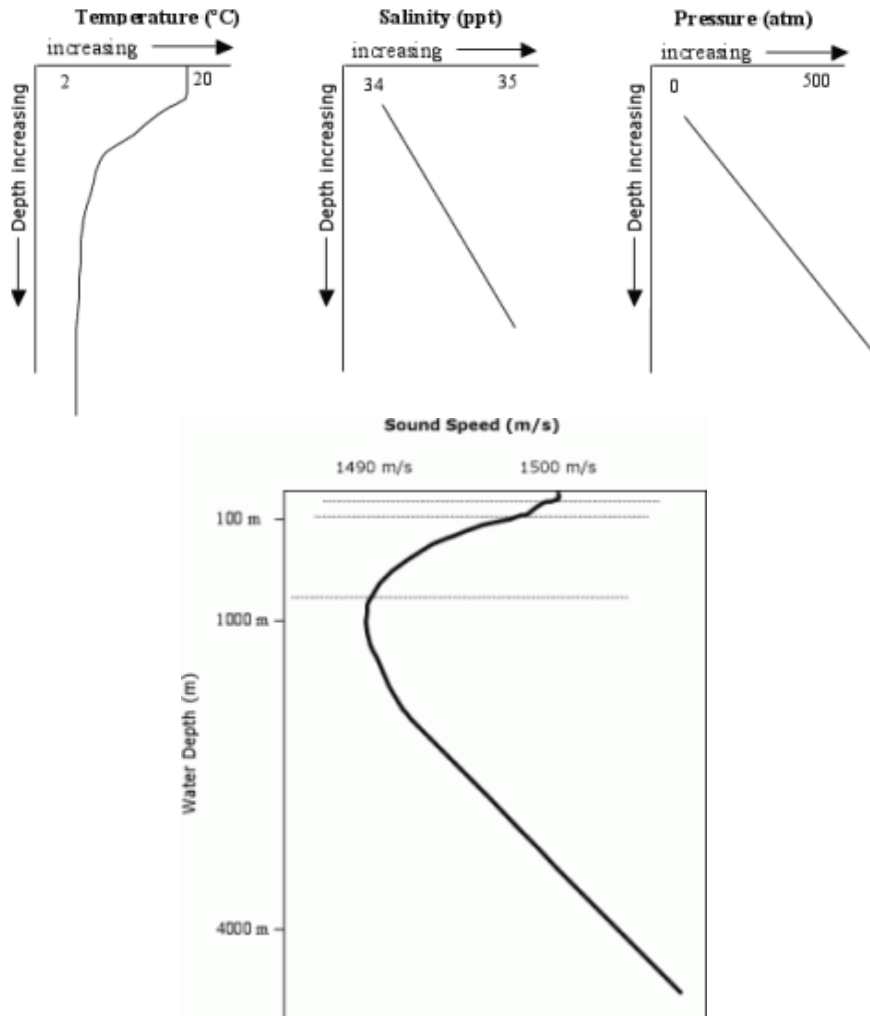 Temperature (°C)
increasing
2
20
Depth increasing
Salinity (ppt)
increasing
34
35
Depth increasing
Pressure (atm)
increasing
0
500
Depth increasing
Sound Speed (m/s)
1490 m/s
1500 m/s
100 m
1000 m
4000 m
Water Depth (m)